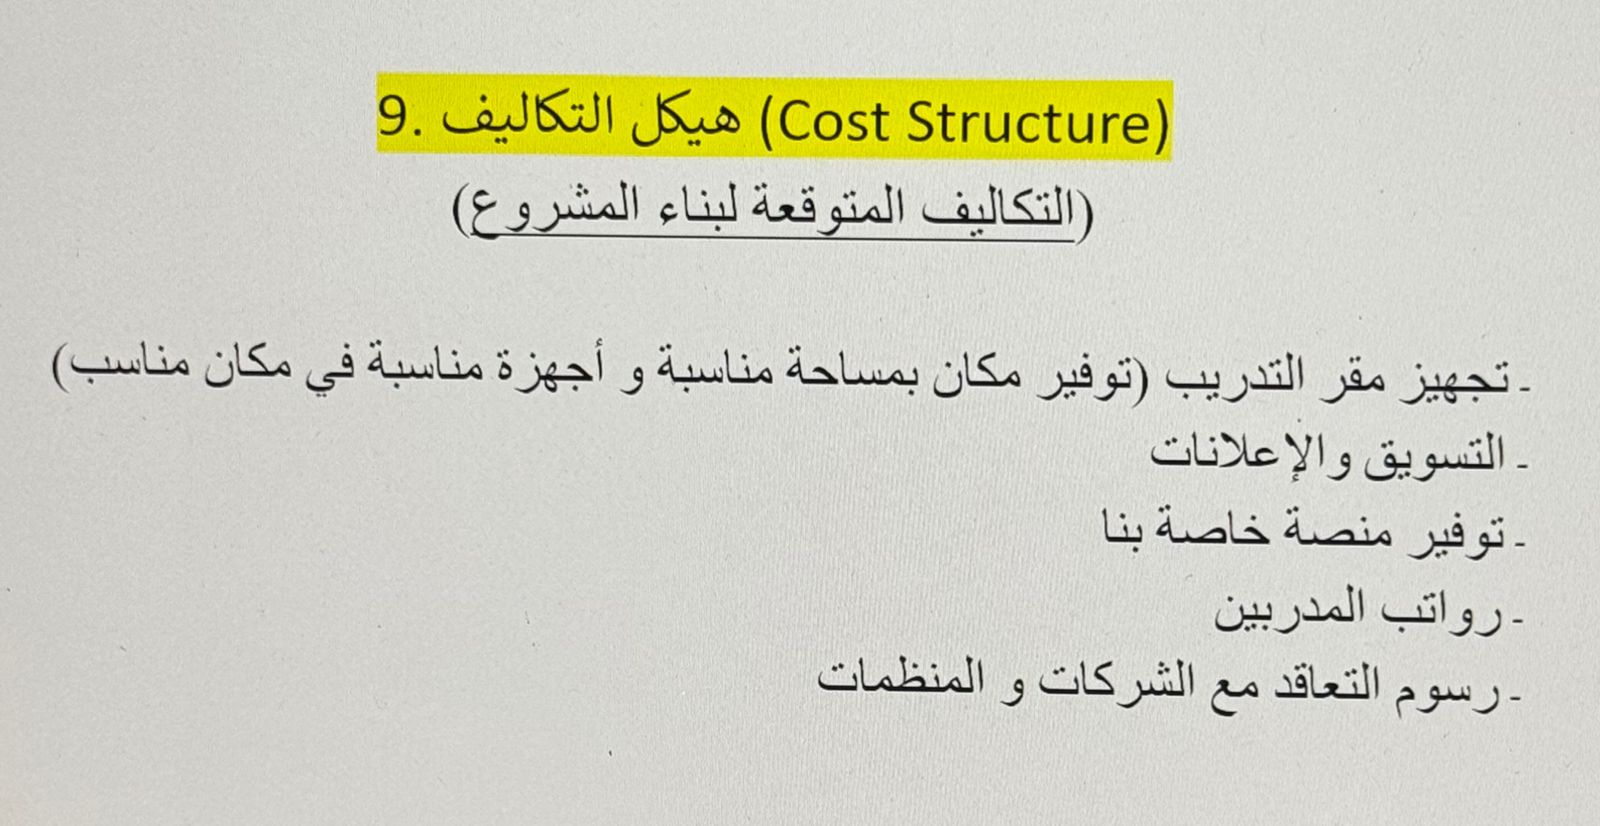 9. هيكل التكاليف (Cost Structure)
(التكاليف المتوقعة لبناء المشروع)
- تجهيز مقر التدريب (توفير مكان بمساحة مناسبة و أجهزة مناسبة في مكان مناسب)
- التسويق والإعلانات
- توفير منصة خاصة بنا
- رواتب المدربين
- رسوم التعاقد مع الشركات و المنظمات